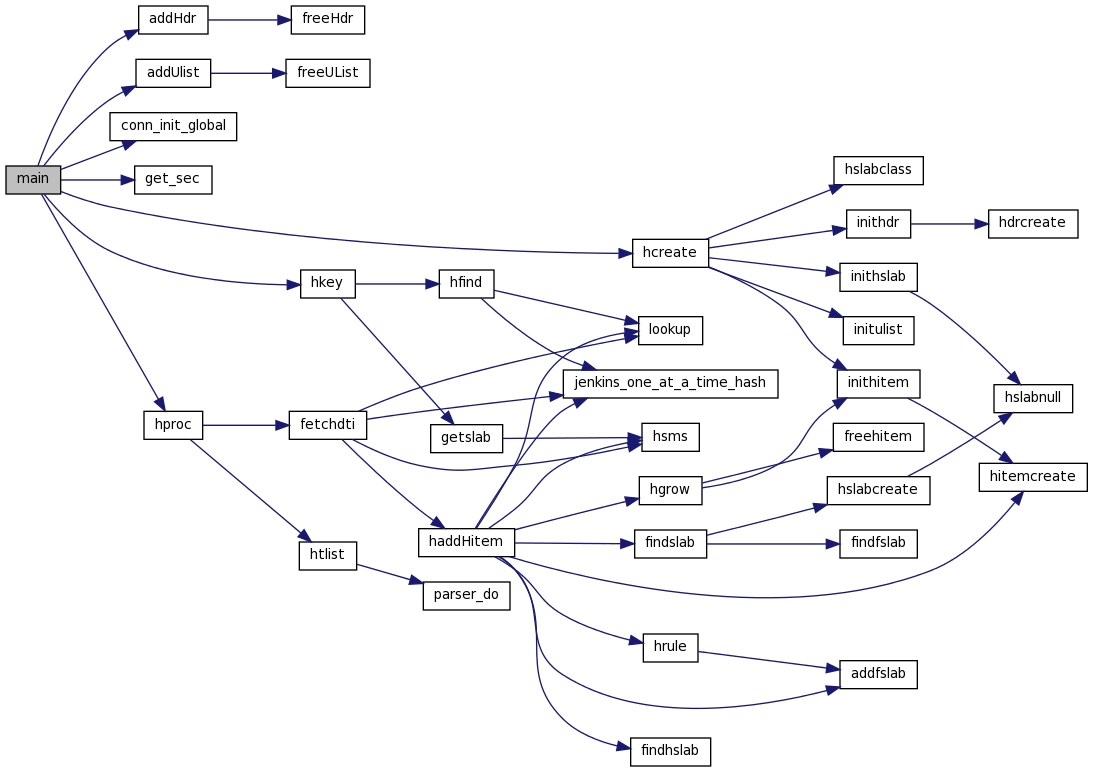 addHdr
freeHdr
addUlist
freeUList
conn_init_global
main
get_sec
hslabclass
inithdr
hdrcreate
hcreate
inithslab
hkey
hfind
lookup
initulist
jenkins_one_at_a_time_hash
inithitem
hslabnull
hproc
fetchdti
getslab
hsms
freehitem
hitemcreate
hgrow
hslabcreate
haddHitem
findslab
findfslab
htlist
parser_do
hrule
addfslab
findhslab